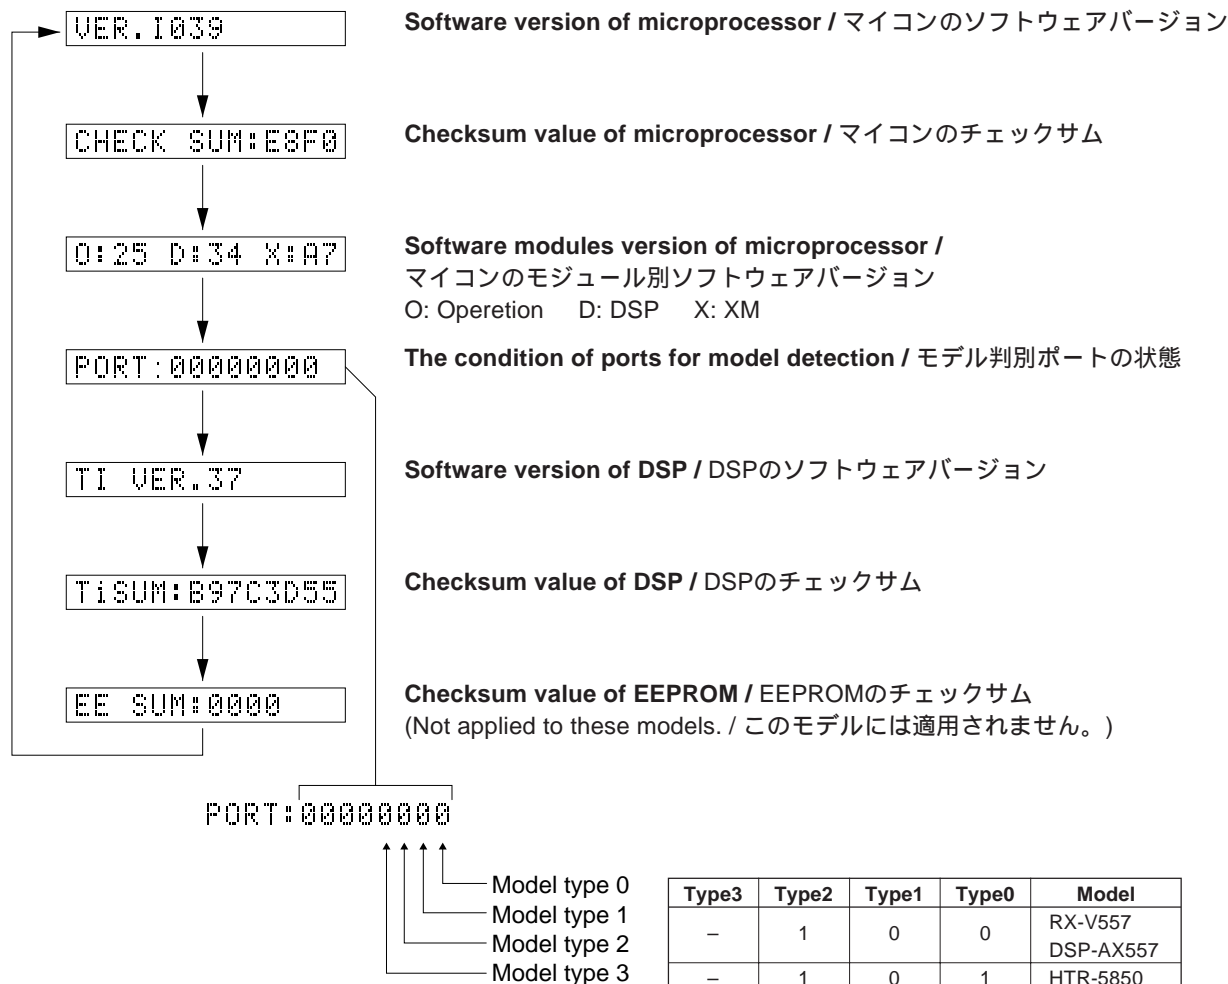 VER.I039
Software version of microprocessor / マイコンのソフトウェアバージョン
CHECK SUM:E8F0
Checksum value of microprocessor / マイコンのチェックサム
O:25 D:34 X:A7
Software modules version of microprocessor /
マイコンのモジュール別ソフトウェアバージョン
O: Operetion D: DSP X: XM
PORT:00000000
The condition of ports for model detection / モデル判別ポートの状態
TI VER.37
Software version of DSP / DSPのソフトウェアバージョン
TiSUM:B97C3D55
Checksum value of DSP / DSPのチェックサム
EE SUM:0000
Checksum value of EEPROM / EEPROMのチェックサム
(Not applied to these models. / このモデルには適用されません。)
PORT:00000000
Model type 0
Model type 1
Model type 2
Model type 3
Type3 Type2 Type1 Type0 Model
– 1 0 0 RX-V557
DSP-AX557
– 1 0 1 HTR-5850